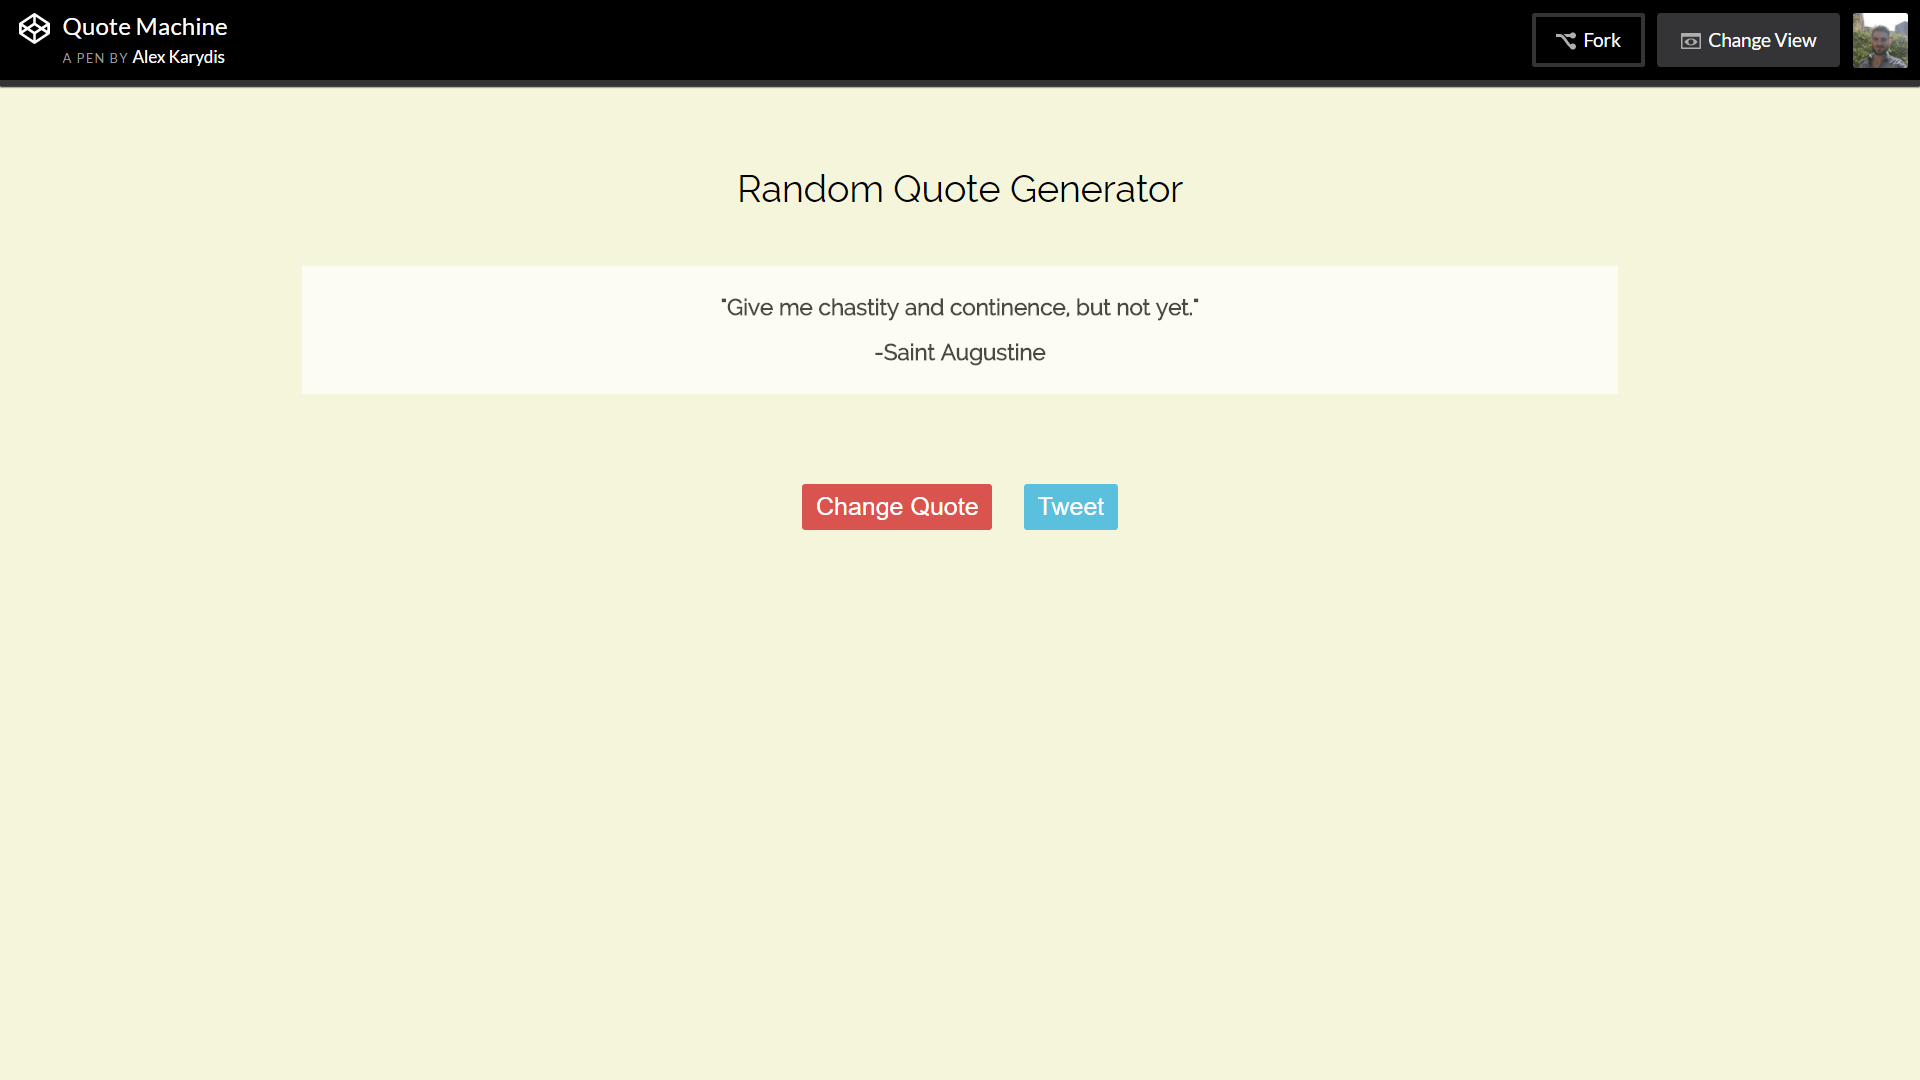 Quote Machine
A PEN BY Alex Karydis
Fork
Change View
Random Quote Generator
"Give me chastity and continence, but not yet."
-Saint Augustine
Change Quote
Tweet